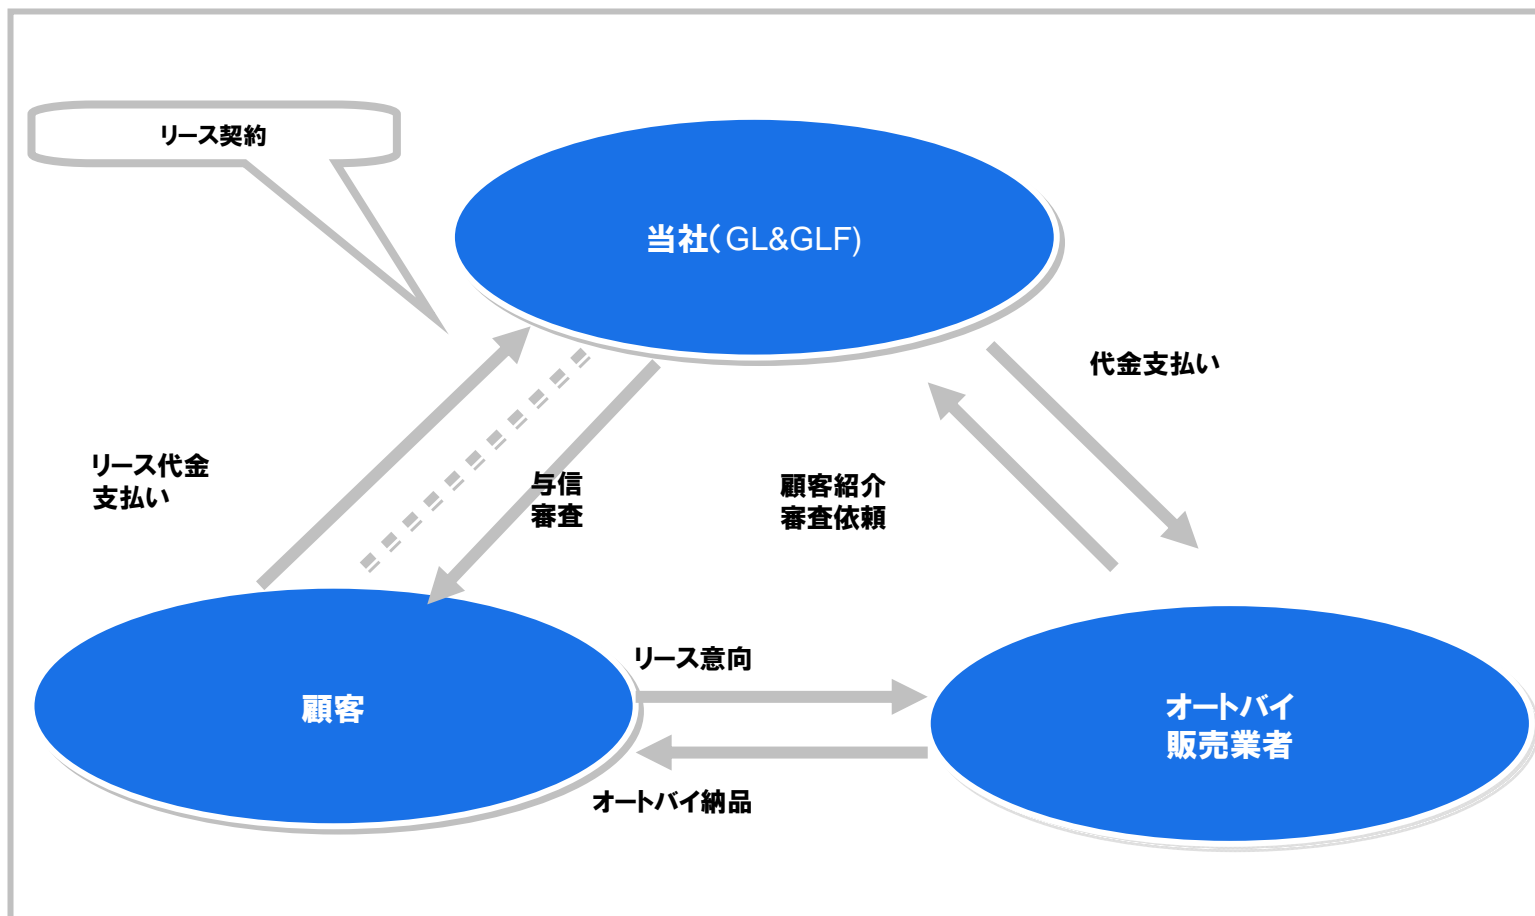 リース契約
当社(GL&GLF)
代金支払い
リース代金
支払い
与信
審査
顧客紹介
審査依頼
リース意向
顧客
オートバイ
販売業者
オートバイ納品